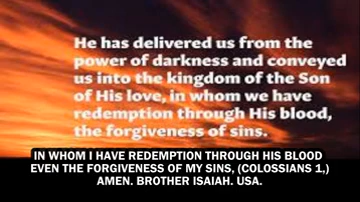 He has delivered us from the
power of darkness and conveyed
us into the kingdom of the Son
of His love, in whom we have
redemption through His blood,
the forgiveness of sins.
IN WHOM I HAVE REDEMPTION THROUGH HIS BLOOD
EVEN THE FORGIVENESS OF MY SINS, (COLOSSIANS 1,)
AMEN. BROTHER ISAIAH. USA.